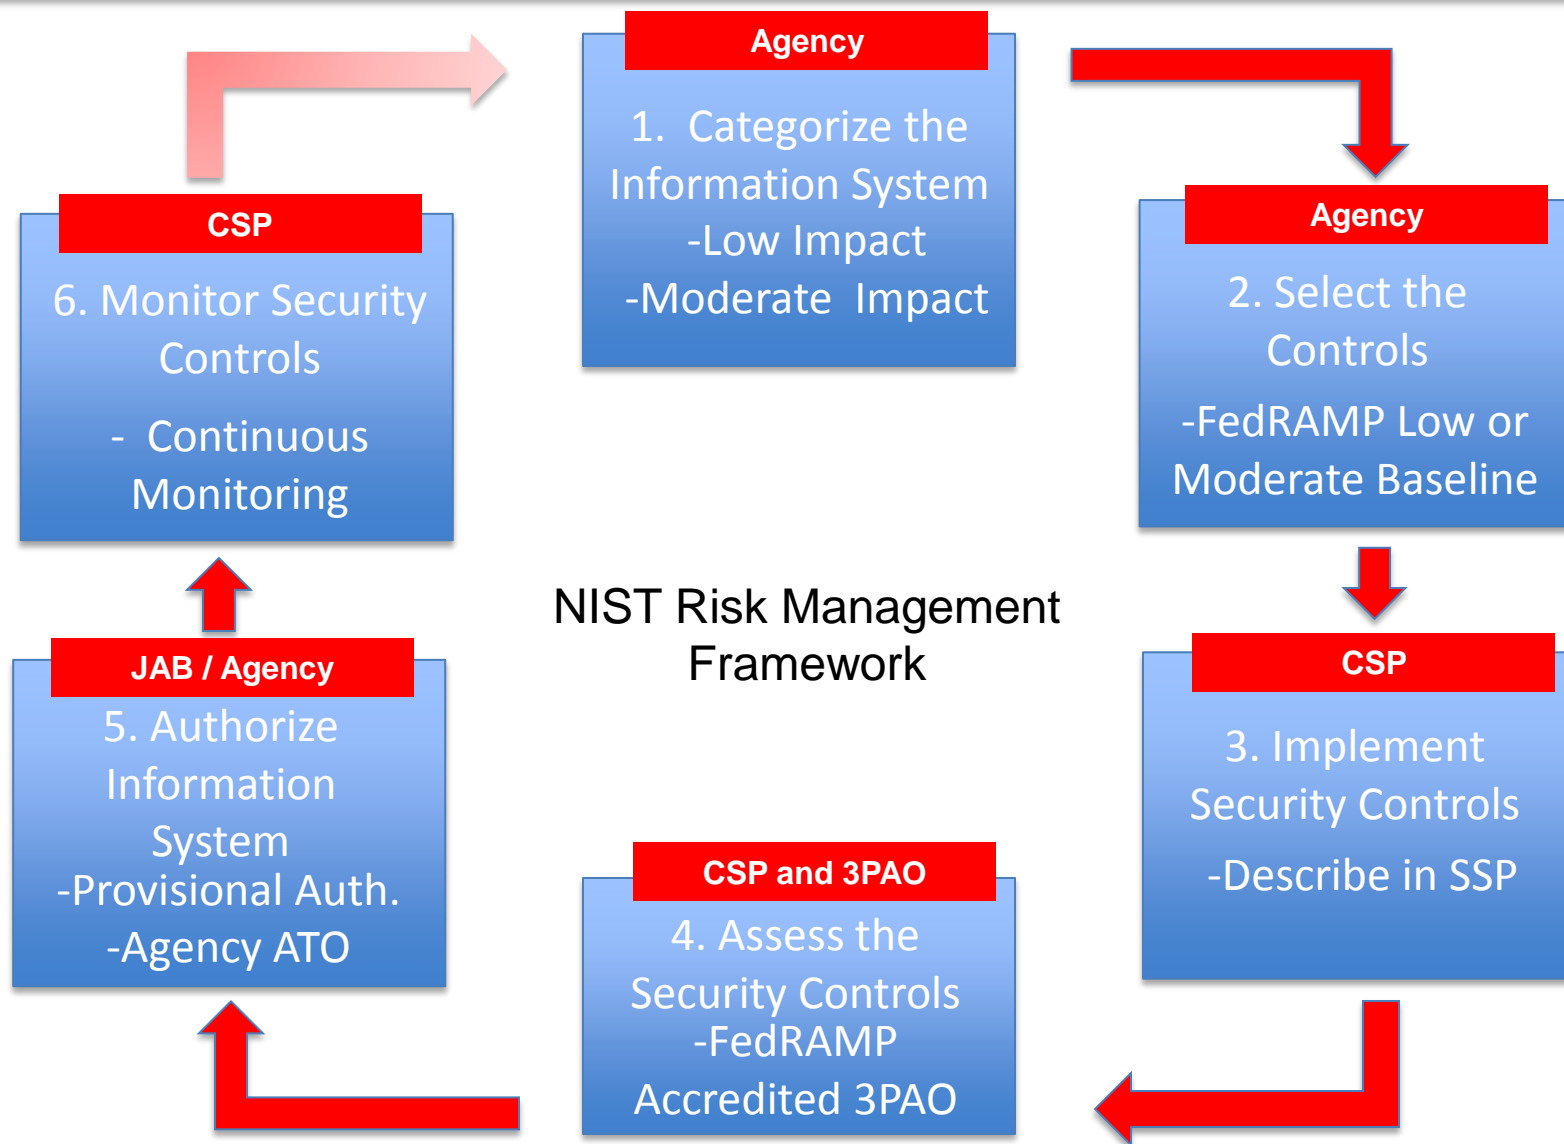 Agency
1. Categorize the
Information System
-Low Impact
-Moderate Impact
Agency
2. Select the
Controls
-FedRAMP Low or
Moderate Baseline
CSP
3. Implement
Security Controls
-Describe in SSP
CSP and 3PAO
4. Assess the
Security Controls
-FedRAMP
Accredited 3PAO
JAB / Agency
5. Authorize
Information
System
-Provisional Auth.
-Agency ATO
CSP
6. Monitor Security
Controls
- Continuous
Monitoring
NIST Risk Management
Framework